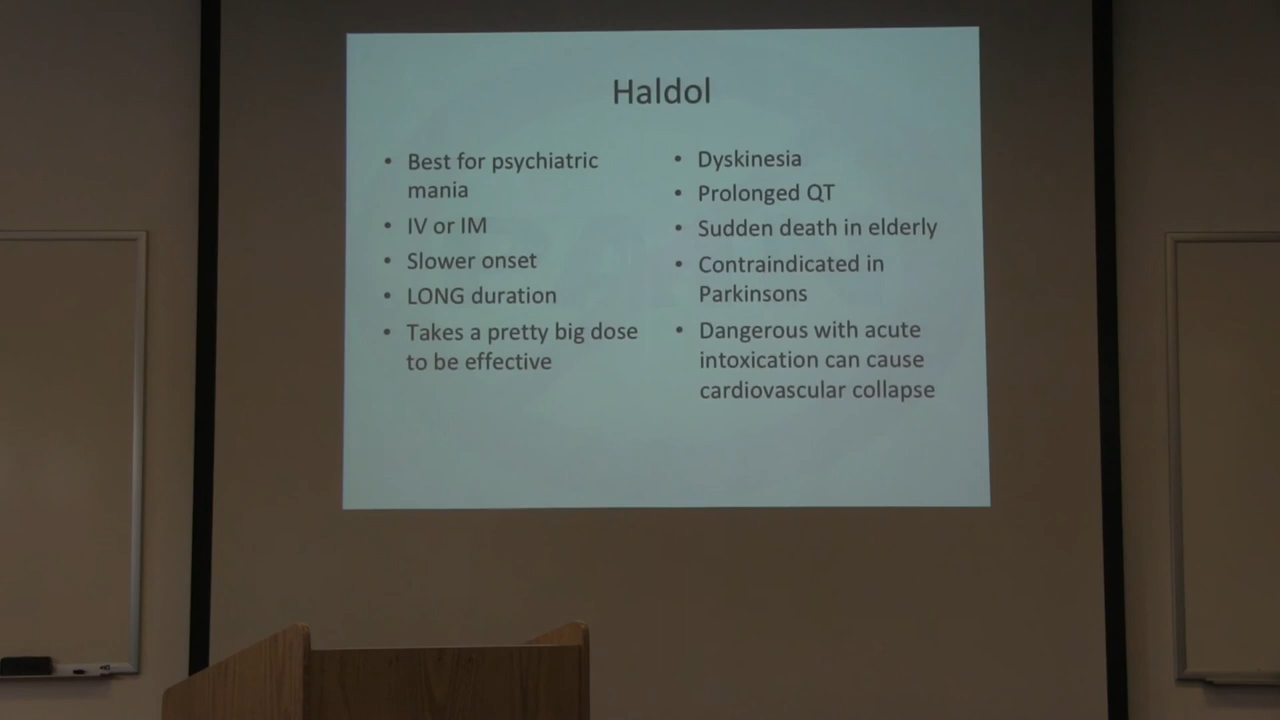 Haldol
• Best for psychiatric
mania
• IV or IM
• Slower onset
• LONG duration
• Takes a pretty big dose
to be effective
• Dyskinesia
• Prolonged QT
• Sudden death in elderly
• Contraindicated in
Parkinsons
• Dangerous with acute
intoxication can cause
cardiovascular collapse